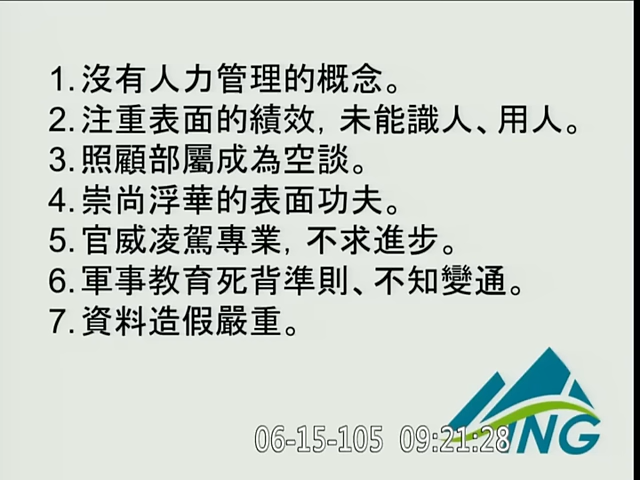 1. 沒有人力管理的概念。
2. 注重表面的績效，未能識人、用人。
3. 照顧部屬成為空談。
4. 崇尚浮華的表面功夫。
5. 官威凌駕專業，不求進步。
6. 軍事教育死背準則、不知變通。
7. 資料造假嚴重。
06-15-105 09:21:28
ING